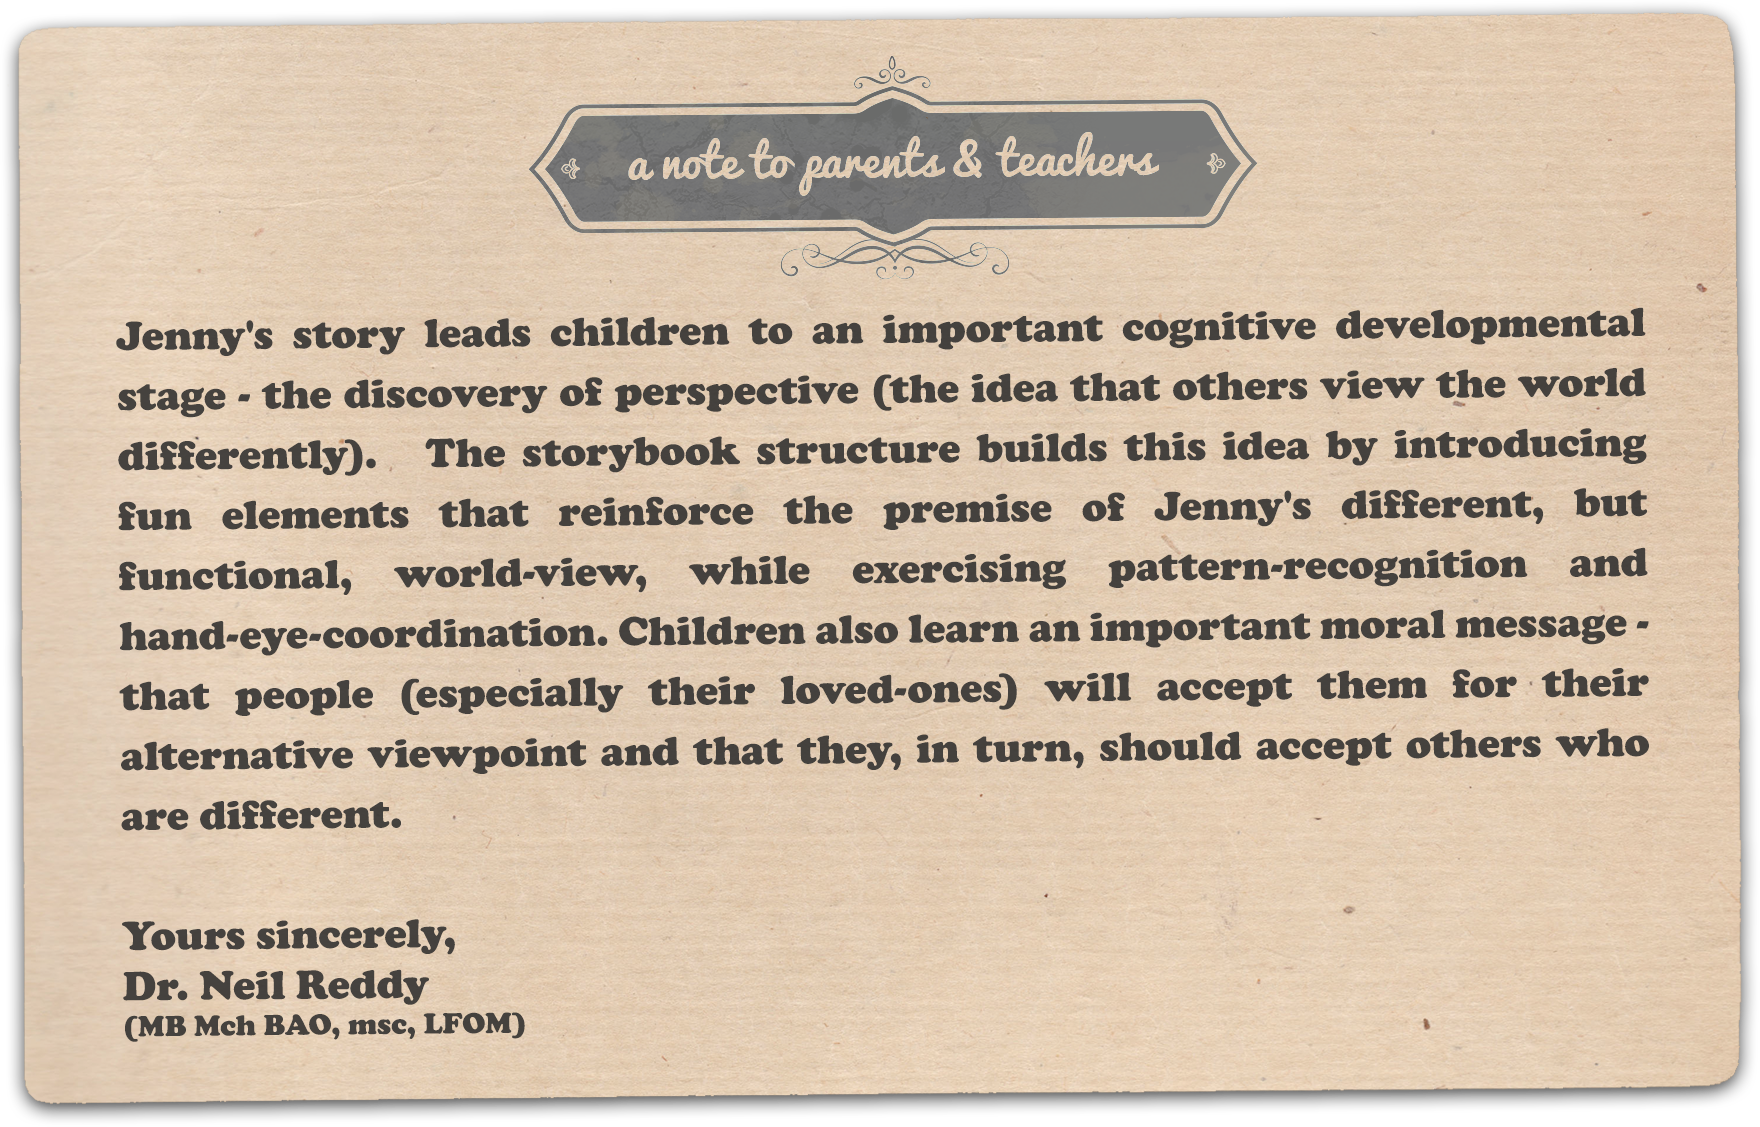 a note to parents & teachers
Jenny's story leads children to an important cognitive developmental
stage - the discovery of perspective (the idea that others view the world
differently). The storybook structure builds this idea by introducing
fun elements that reinforce the premise of Jenny's different, but
functional, world-view, while exercising pattern-recognition and
hand-eye-coordination. Children also learn an important moral message -
that people (especially their loved-ones) will accept them for their
alternative viewpoint and that they, in turn, should accept others who
are different.
Yours sincerely,
Dr. Neil Reddy
(MB Mch BAO, msc, LFOM)